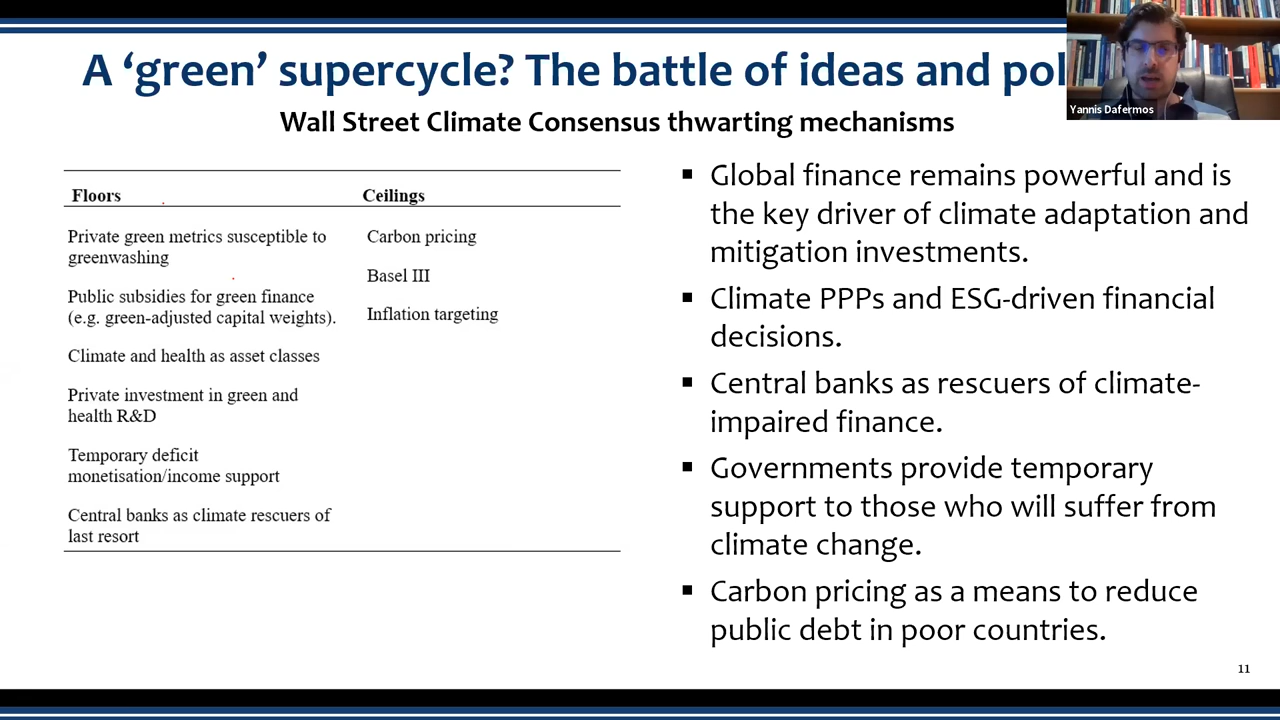 A ‘green’ supercycle? The battle of ideas and pol
Yannis Dafermos
Wall Street Climate Consensus thwarting mechanisms
Floors Ceilings
Private green metrics susceptible to
greenwashing
Carbon pricing
Basel III
Public subsidies for green finance
(e.g. green-adjusted capital weights).
Inflation targeting
Climate and health as asset classes
Private investment in green and
health R&D
Temporary deficit
monetisation/income support
Central banks as climate rescuers of
last resort
▪ Global finance remains powerful and is
the key driver of climate adaptation and
mitigation investments.
▪ Climate PPPs and ESG-driven financial
decisions.
▪ Central banks as rescuers of climate-
impaired finance.
▪ Governments provide temporary
support to those who will suffer from
climate change.
▪ Carbon pricing as a means to reduce
public debt in poor countries.
11